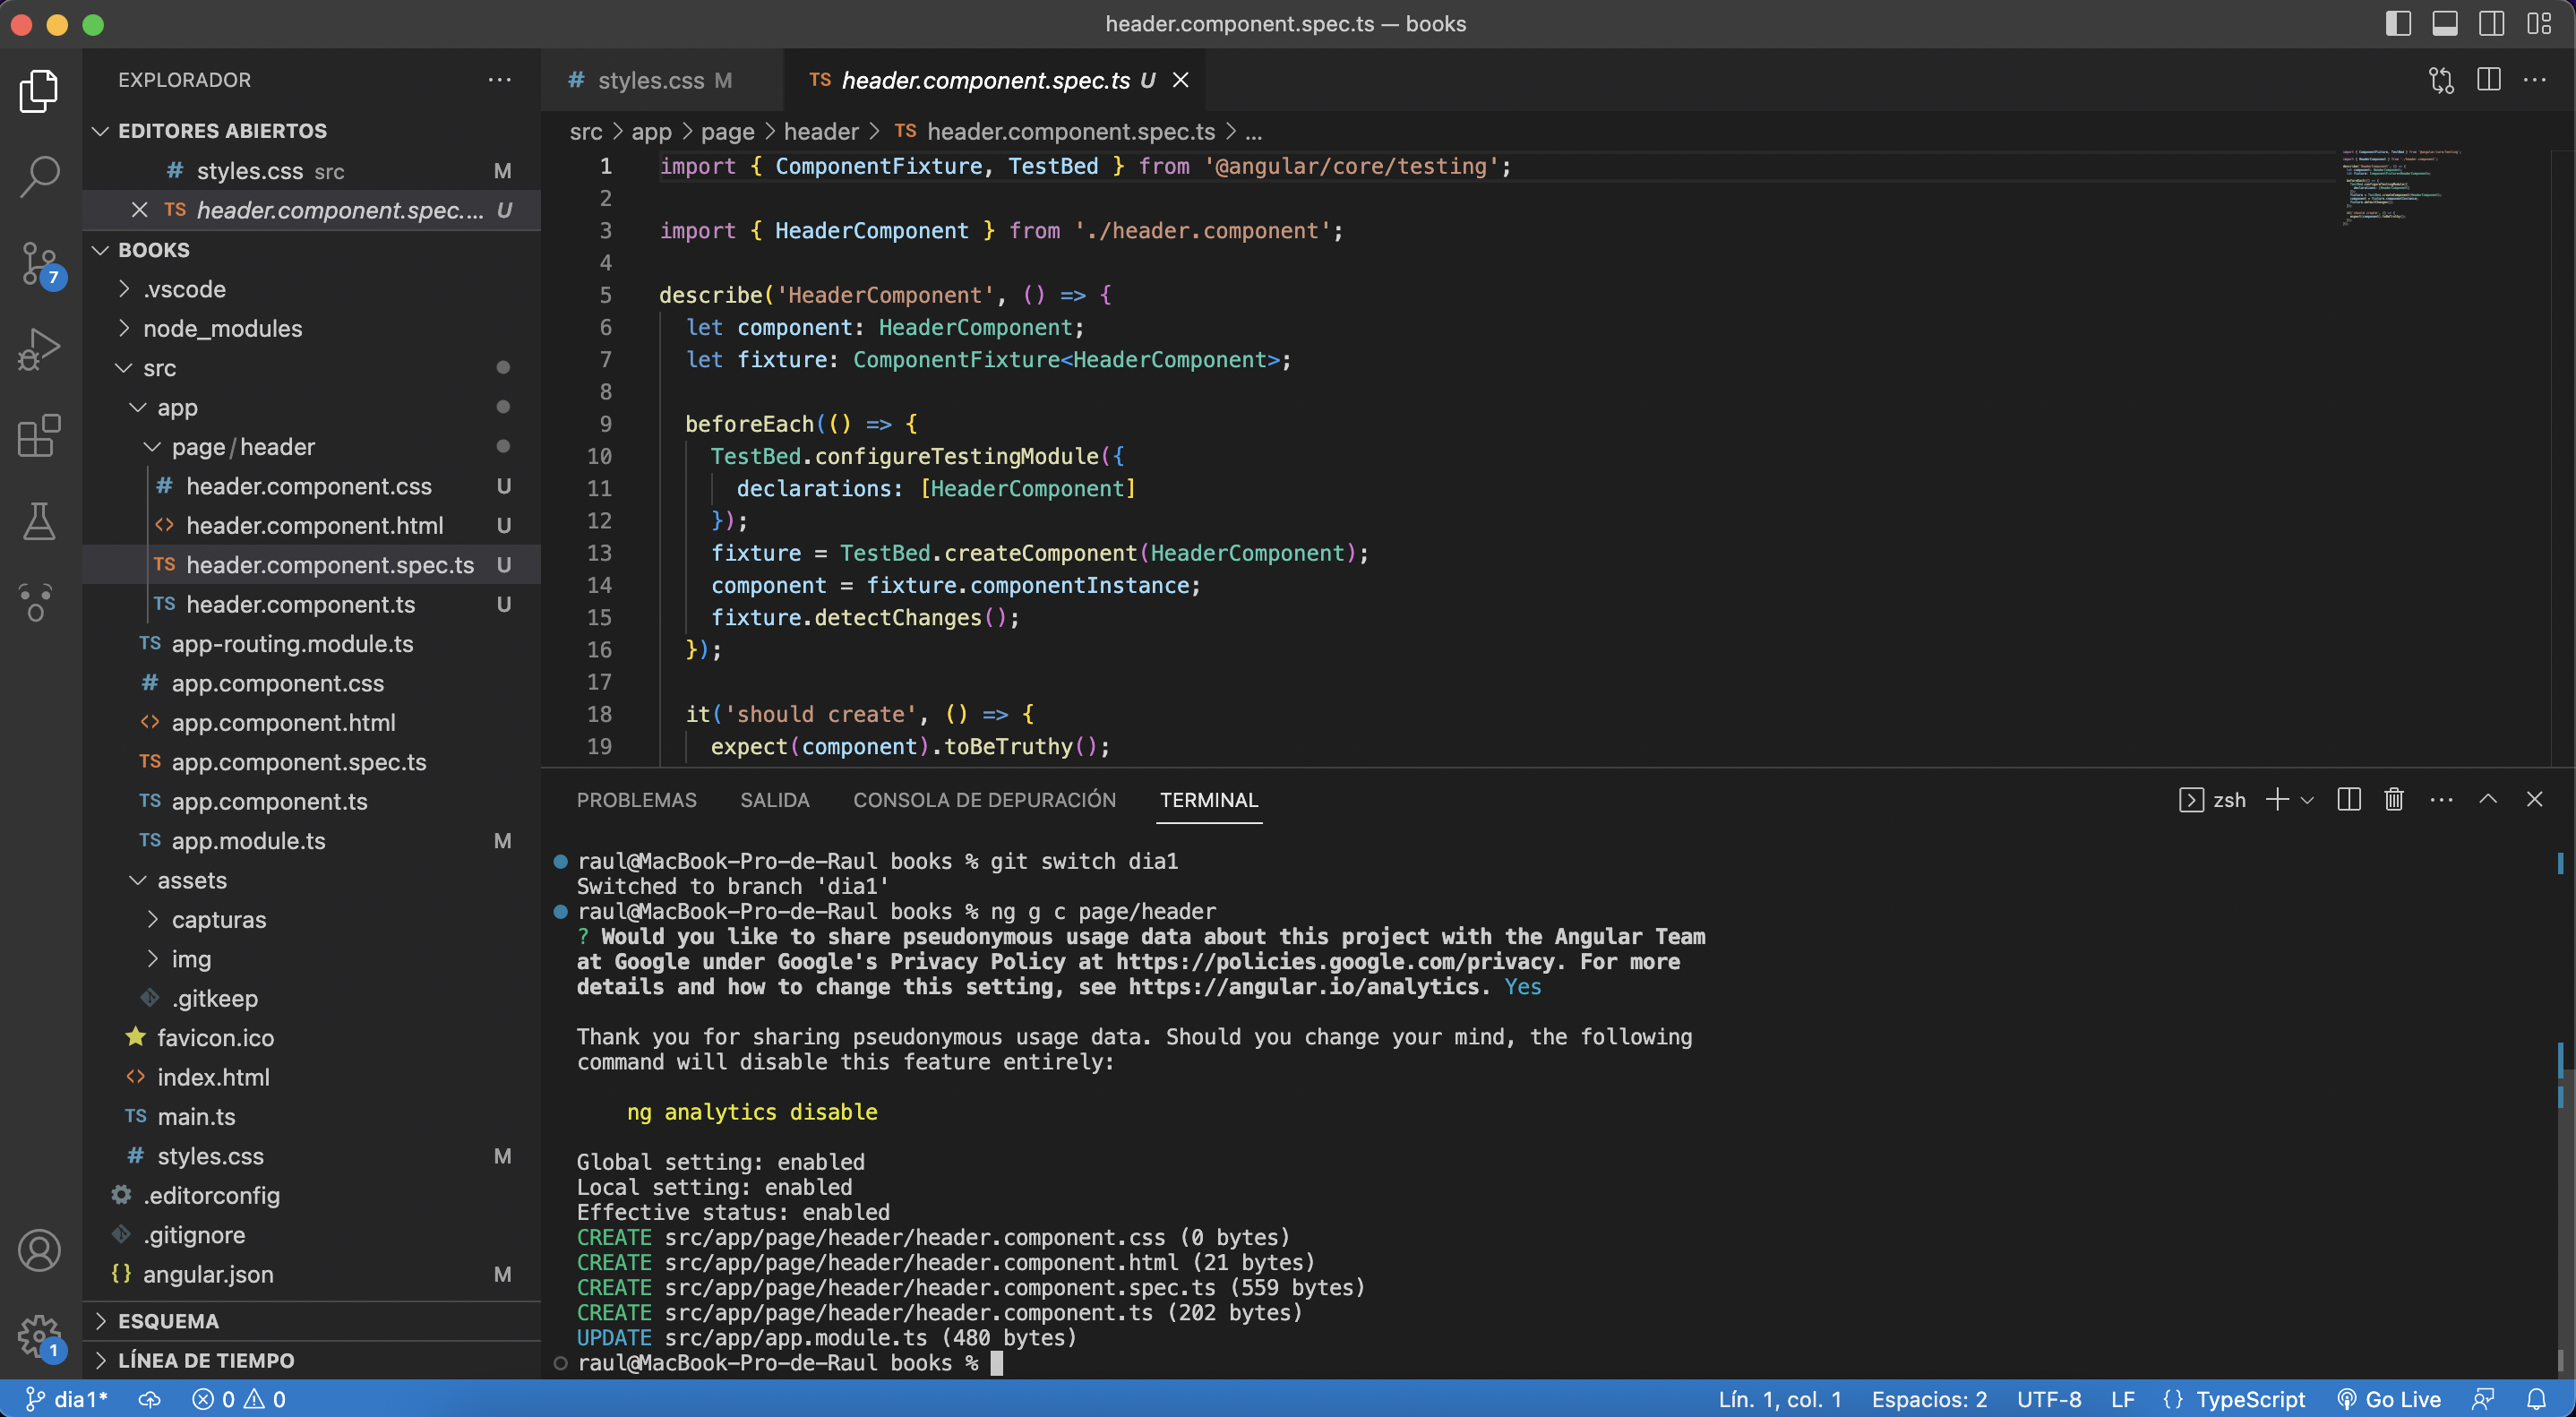 header.component.spec.ts — books
EXPLORADOR
EDITORES ABIERTOS
# styles.css src M
TS header.component.spec.... U
BOOKS
.vscode
node_modules
src
app
page/header
# header.component.css U
<> header.component.html U
TS header.component.spec.ts U
TS header.component.ts U
TS app-routing.module.ts
# app.component.css
<> app.component.html
TS app.component.spec.ts
TS app.component.ts
TS app.module.ts M
assets
capturas
img
.gitkeep
favicon.ico
<> index.html
TS main.ts
# styles.css M
.editorconfig
.gitignore
{} angular.json M
ESQUEMA
LÍNEA DE TIEMPO
7
1
# styles.css M
TS header.component.spec.ts U
src > app > page > header > TS header.component.spec.ts > ...
1 import { ComponentFixture, TestBed } from '@angular/core/testing';
2
3 import { HeaderComponent } from './header.component';
4
5 describe('HeaderComponent', () => {
6 let component: HeaderComponent;
7 let fixture: ComponentFixture<HeaderComponent>;
8
9 beforeEach(() => {
10 TestBed.configureTestingModule({
11 declarations: [HeaderComponent]
12 });
13 fixture = TestBed.createComponent(HeaderComponent);
14 component = fixture.componentInstance;
15 fixture.detectChanges();
16 });
17
18 it('should create', () => {
19 expect(component).toBeTruthy();
PROBLEMAS SALIDA CONSOLA DE DEPURACIÓN TERMINAL zsh
raul@MacBook-Pro-de-Raul books % git switch dia1
Switched to branch 'dia1'
raul@MacBook-Pro-de-Raul books % ng g c page/header
? Would you like to share pseudonymous usage data about this project with the Angular Team
at Google under Google's Privacy Policy at https://policies.google.com/privacy. For more
details and how to change this setting, see https://angular.io/analytics. Yes
Thank you for sharing pseudonymous usage data. Should you change your mind, the following
command will disable this feature entirely:
ng analytics disable
Global setting: enabled
Local setting: enabled
Effective status: enabled
CREATE src/app/page/header/header.component.css (0 bytes)
CREATE src/app/page/header/header.component.html (21 bytes)
CREATE src/app/page/header/header.component.spec.ts (559 bytes)
CREATE src/app/page/header/header.component.ts (202 bytes)
UPDATE src/app/app.module.ts (480 bytes)
raul@MacBook-Pro-de-Raul books %
dia1* 0 0 Lín. 1, col. 1 Espacios: 2 UTF-8 LF {} TypeScript Go Live